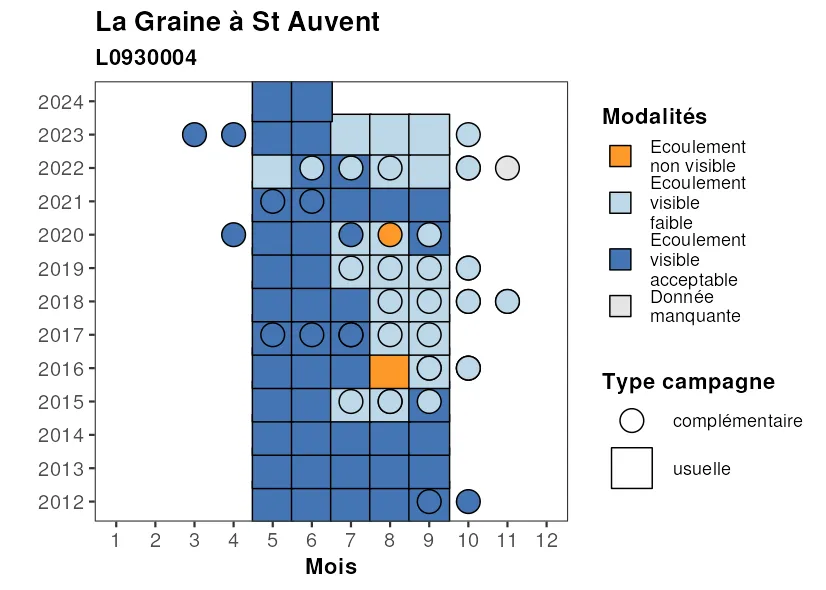 La Graine à St Auvent
L0930004
2024
2023
2022
2021
2020
2019
2018
2017
2016
2015
2014
2013
2012
1 2 3 4 5 6 7 8 9 10 11 12
Mois
Modalités
Ecoulement
non visible
Ecoulement
visible
faible
Ecoulement
visible
acceptable
Donnée
manquante
Type campagne
complémentaire
usuelle